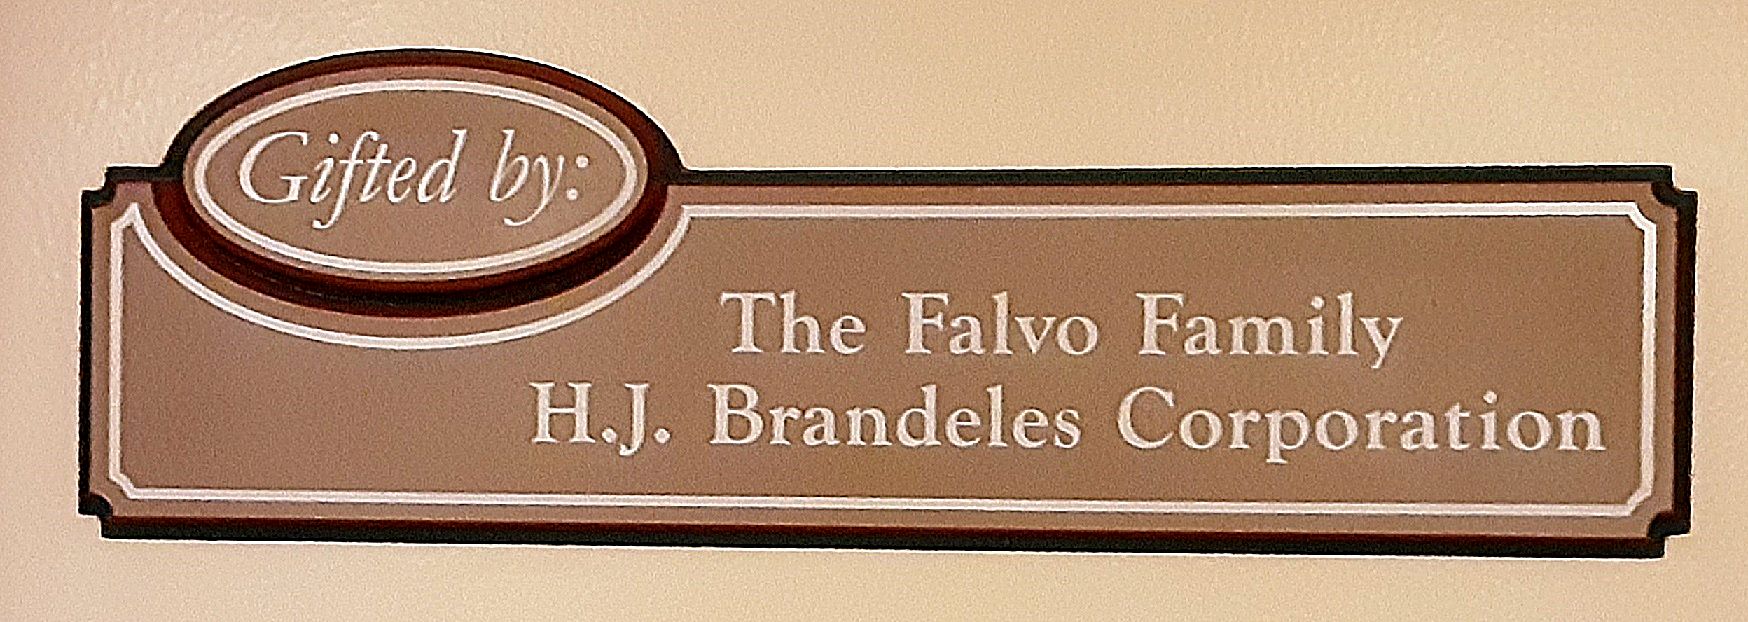 Gifted by:
The Falvo Family
H.J. Brandeles Corporation